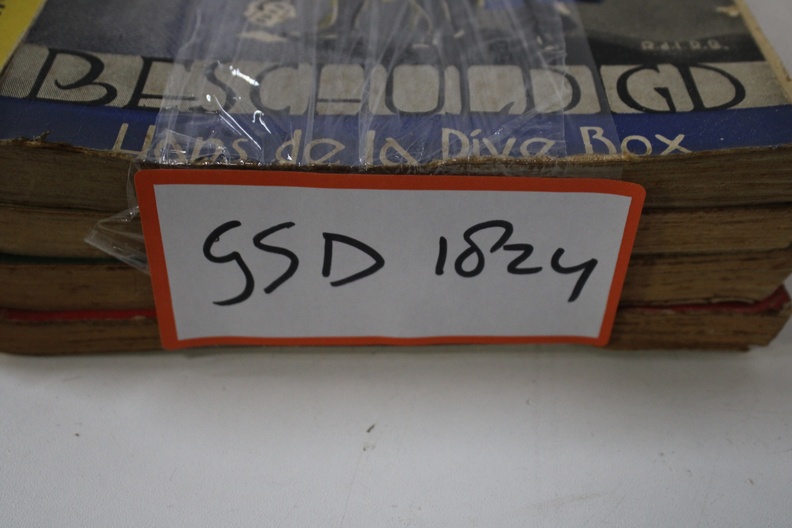 R.d.l.R.B.
BESCHULDIGD
Hans de la Rive Box
GSD 1824